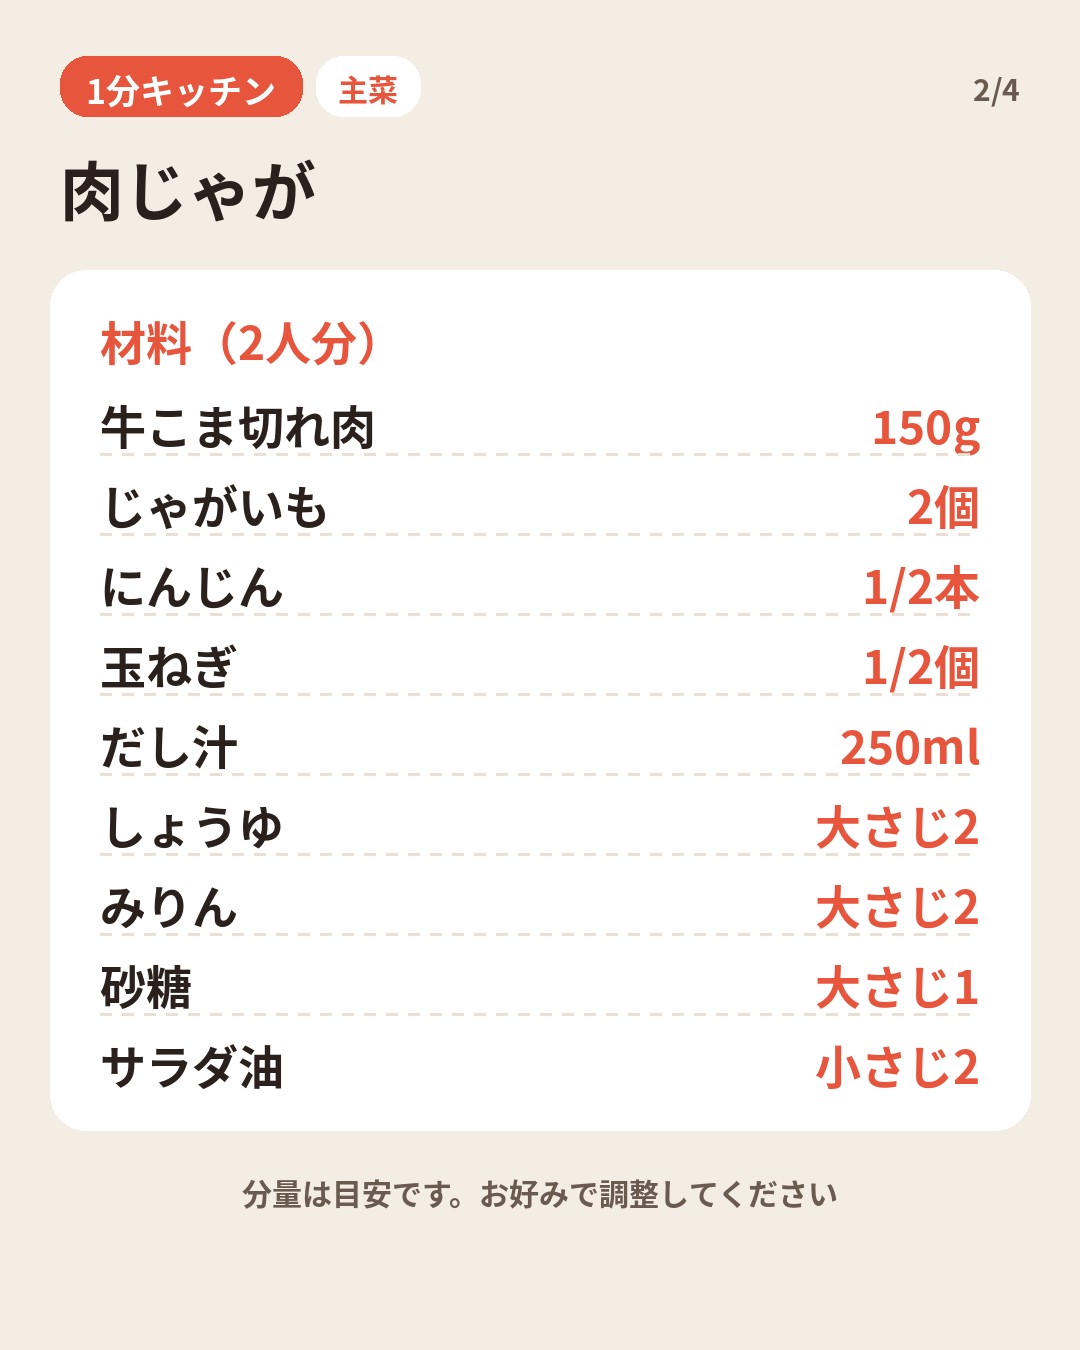 1分キッチン 主菜 2/4
肉じゃが
材料（2人分）
牛こま切れ肉 150g
じゃがいも 2個
にんじん 1/2本
玉ねぎ 1/2個
だし汁 250ml
しょうゆ 大さじ2
みりん 大さじ2
砂糖 大さじ1
サラダ油 小さじ2
分量は目安です。お好みで調整してください